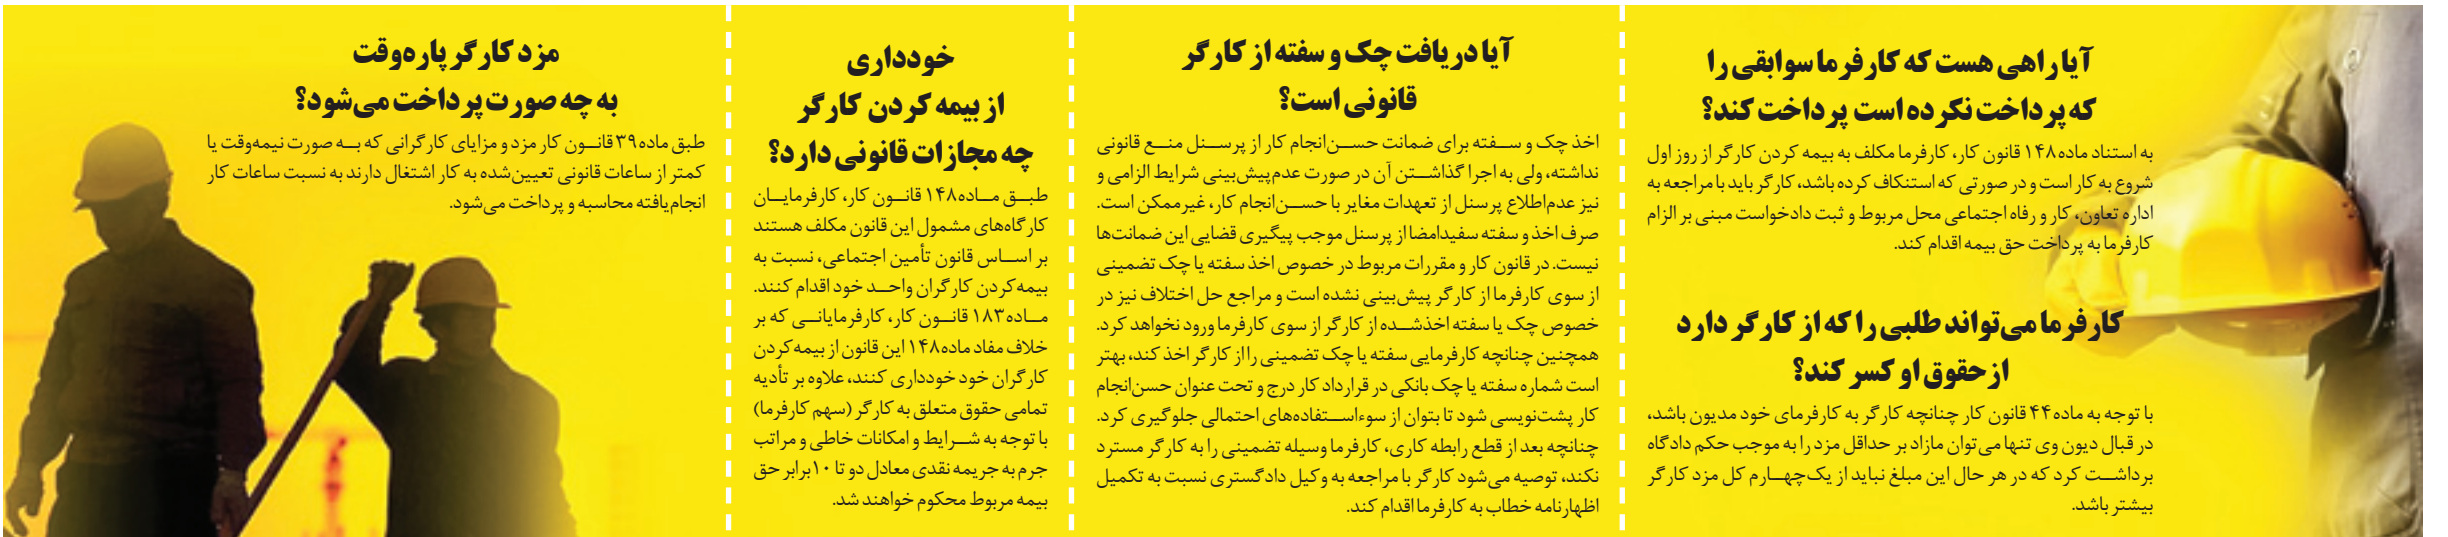 آیا راهی هست که کارفرما سوابقی را
که پرداخت نکرده است پرداخت کند؟
به استناد ماده۱۴۸ قانون کار، کارفرما مکلف به بیمه کردن کارگر از روز اول
شروع به کار است و در صورتی که استنکاف کرده باشد، کارگر باید با مراجعه به
اداره تعاون، کار و رفاه اجتماعی محل مربوط و ثبت دادخواست مبنی بر الزام
کارفرما به پرداخت حق بیمه اقدام کند.
کارفرما می‌تواند طلبی را که از کارگر دارد
از حقوق او کسر کند؟
با توجه به ماده۴۴ قانون کار چنانچه کارگر به کارفرمای خود مدیون باشد،
در قبال دیون وی تنها می‌توان مازاد بر حداقل مزد را به موجب حکم دادگاه
برداشت کرد که در هر حال این مبلغ نباید از یک‌چهارم کل مزد کارگر
بیشتر باشد.
آیا دریافت چک و سفته از کارگر
قانونی است؟
اخذ چک و سفته برای ضمانت حسن‌انجام کار از پرسنل منع قانونی
نداشته، ولی به اجرا گذاشتن آن در صورت عدم‌پیش‌بینی شرایط الزامی و
نیز عدم‌اطلاع پرسنل از تعهدات مغایر با حسن‌انجام کار، غیرممکن است.
صرف اخذ و سفته سفیدامضا از پرسنل موجب پیگیری قضایی این ضمانت‌ها
نیست. در قانون کار و مقررات مربوط در خصوص اخذ سفته یا چک تضمینی
از سوی کارفرما از کارگر پیش‌بینی نشده است و مراجع حل اختلاف نیز در
خصوص چک یا سفته اخذشده از کارگر از سوی کارفرما ورود نخواهد کرد.
همچنین چنانچه کارفرمایی سفته یا چک تضمینی را از کارگر اخذ کند، بهتر
است شماره سفته یا چک بانکی در قرارداد کار درج و تحت عنوان حسن‌انجام
کار پشت‌نویسی شود تا بتوان از سوءاستفاده‌های احتمالی جلوگیری کرد.
چنانچه بعد از قطع رابطه کاری، کارفرما وسیله تضمینی را به کارگر مسترد
نکند، توصیه می‌شود کارگر با مراجعه به وکیل دادگستری نسبت به تکمیل
اظهارنامه خطاب به کارفرما اقدام کند.
خودداری
از بیمه کردن کارگر
چه مجازات قانونی دارد؟
طبق ماده۱۴۸ قانون کار، کارفرمایان
کارگاه‌های مشمول این قانون مکلف هستند
بر اساس قانون تأمین اجتماعی، نسبت به
بیمه‌کردن کارگران واحد خود اقدام کنند.
ماده۱۸۳ قانون کار، کارفرمایانی که بر
خلاف مفاد ماده۱۴۸ این قانون از بیمه‌کردن
کارگران خود خودداری کنند، علاوه بر تأدیه
تمامی حقوق متعلق به کارگر (سهم کارفرما)
با توجه به شرایط و امکانات خاطی و مراتب
جرم به جریمه نقدی معادل دو تا ۱۰برابر حق
بیمه مربوط محکوم خواهند شد.
مزد کارگر پاره‌وقت
به چه صورت پرداخت می‌شود؟
طبق ماده۳۹ قانون کار مزد و مزایای کارگرانی که به صورت نیمه‌وقت یا
کمتر از ساعات قانونی تعیین‌شده به کار اشتغال دارند به نسبت ساعات کار
انجام‌یافته محاسبه و پرداخت می‌شود.